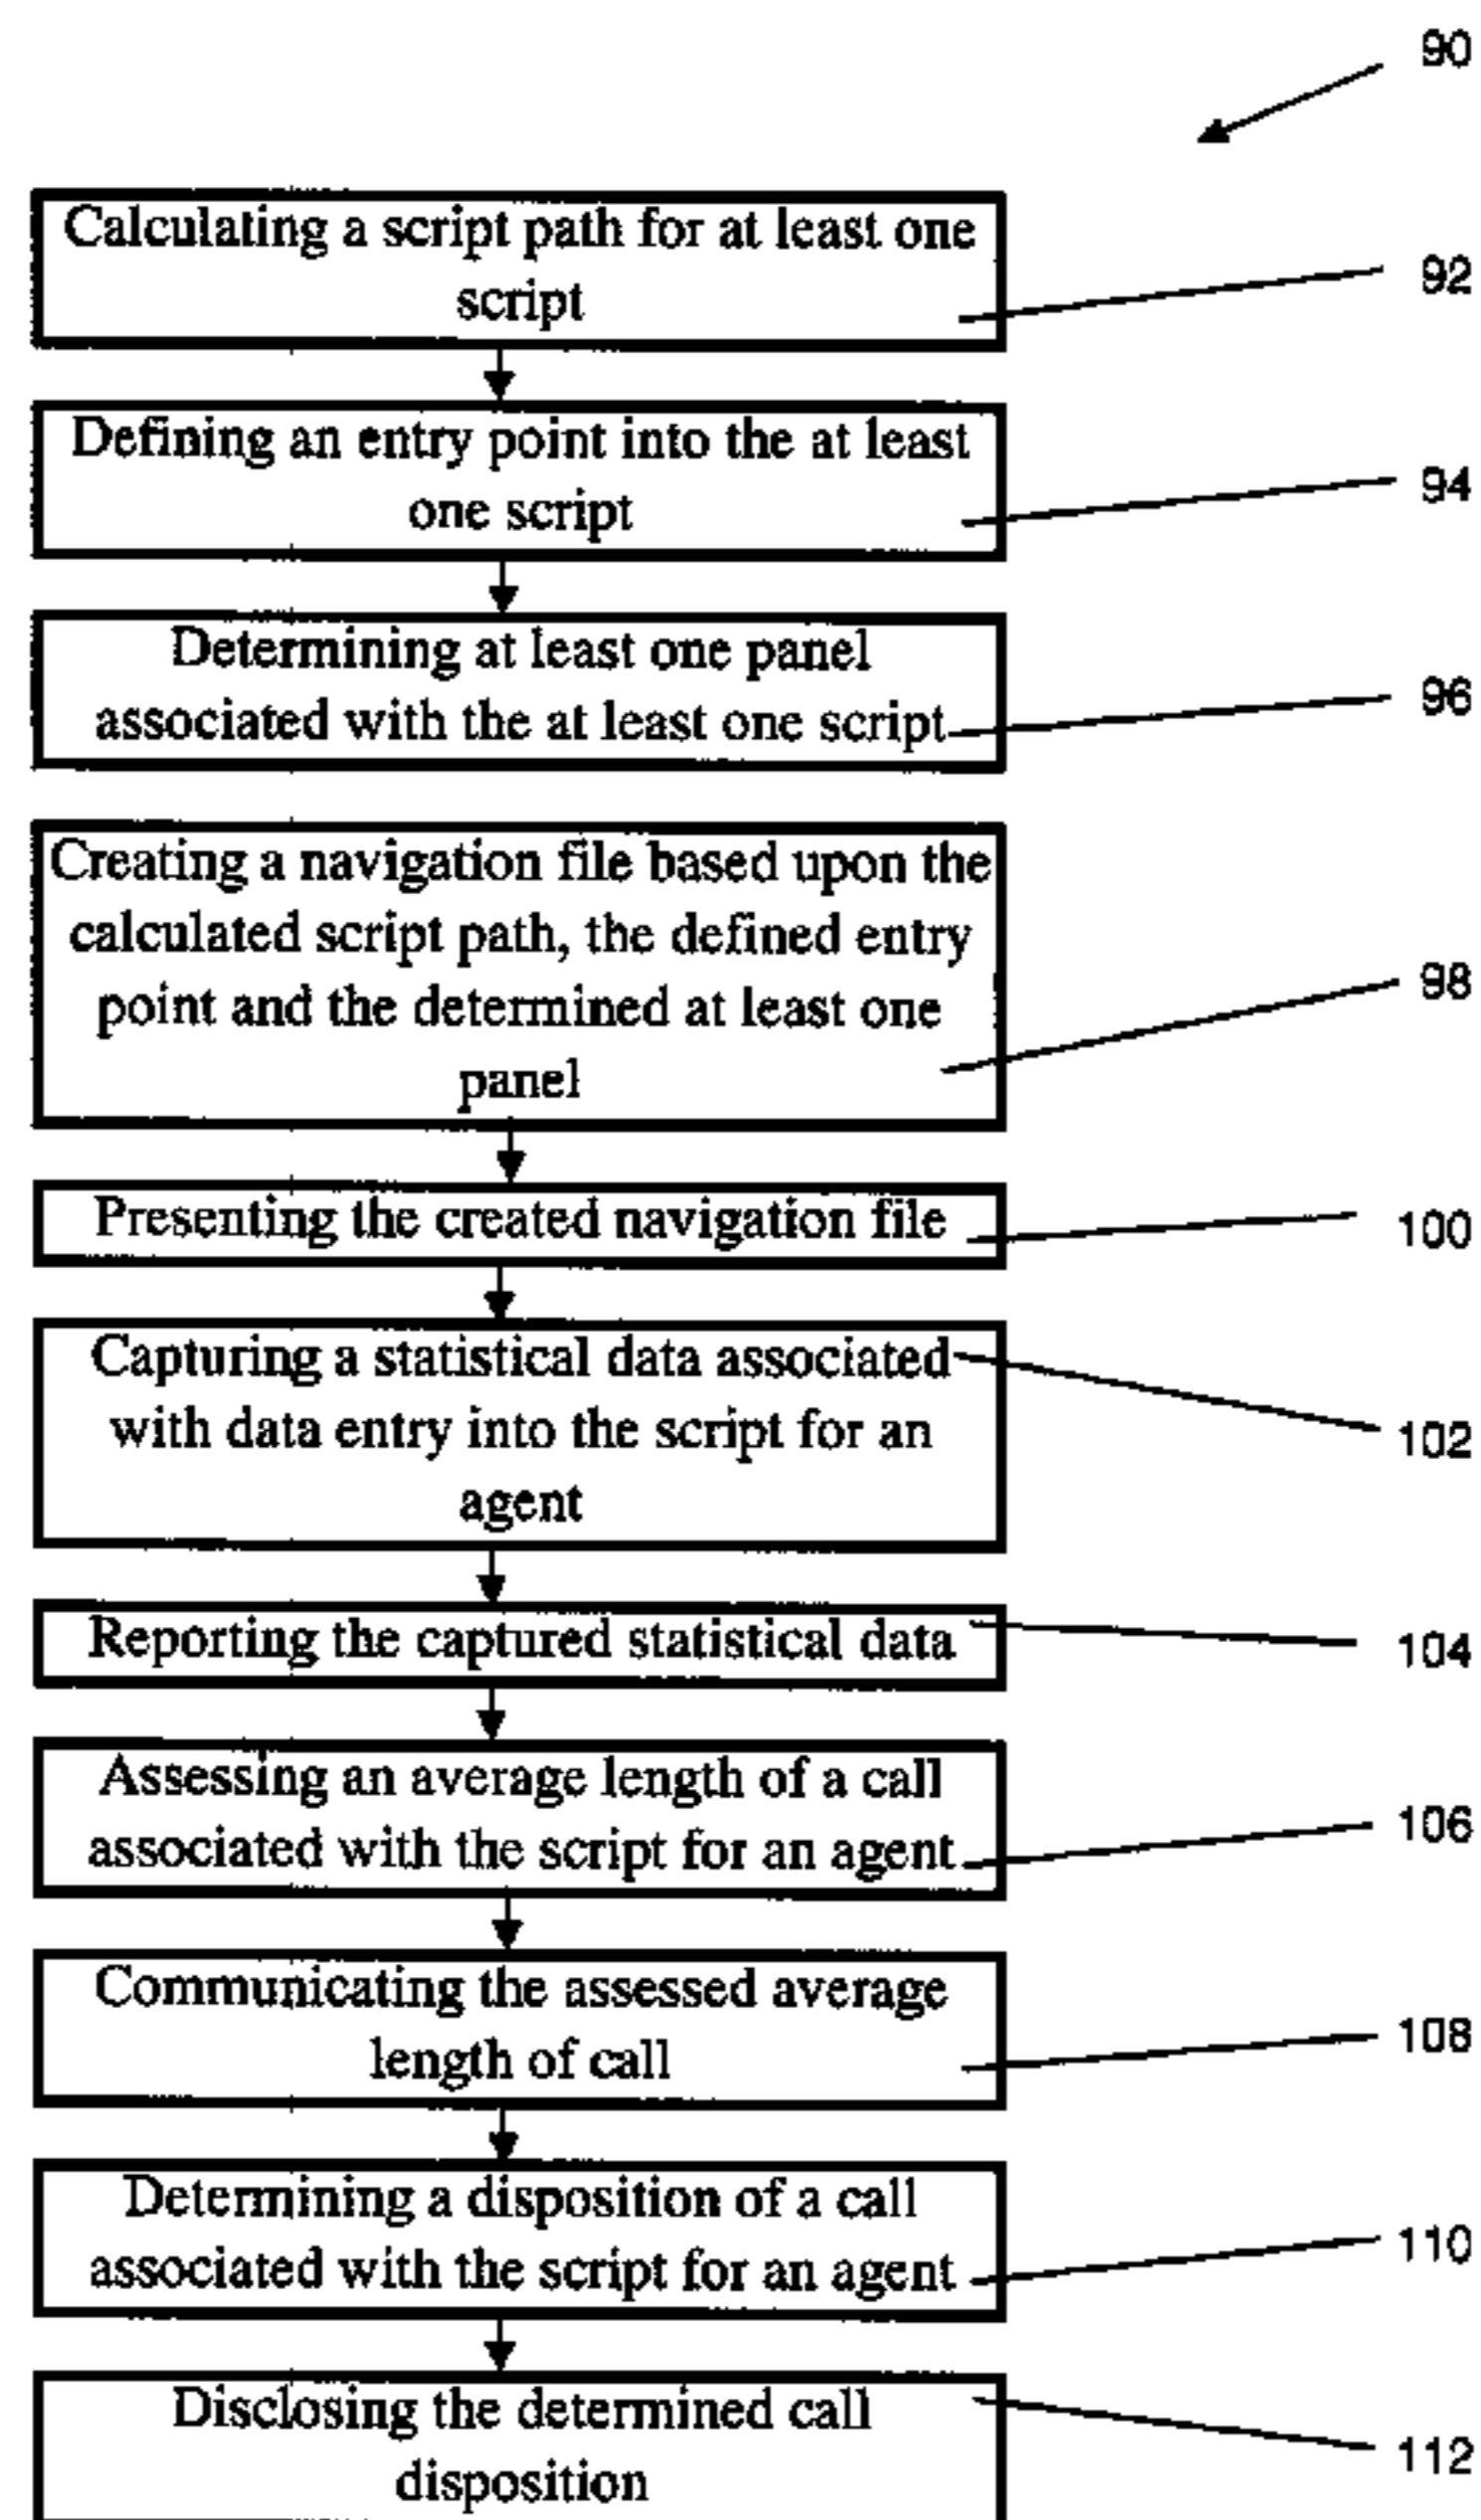 90
Calculating a script path for at least one
script
92
Defining an entry point into the at least
one script
94
Determining at least one panel
associated with the at least one script
96
Creating a navigation file based upon the
calculated script path, the defined entry
point and the determined at least one
panel
98
Presenting the created navigation file
100
Capturing a statistical data associated
with data entry into the script for an
agent
102
Reporting the captured statistical data
104
Assessing an average length of a call
associated with the script for an agent
106
Communicating the assessed average
length of call
108
Determining a disposition of a call
associated with the script for an agent
110
Disclosing the determined call
disposition
112